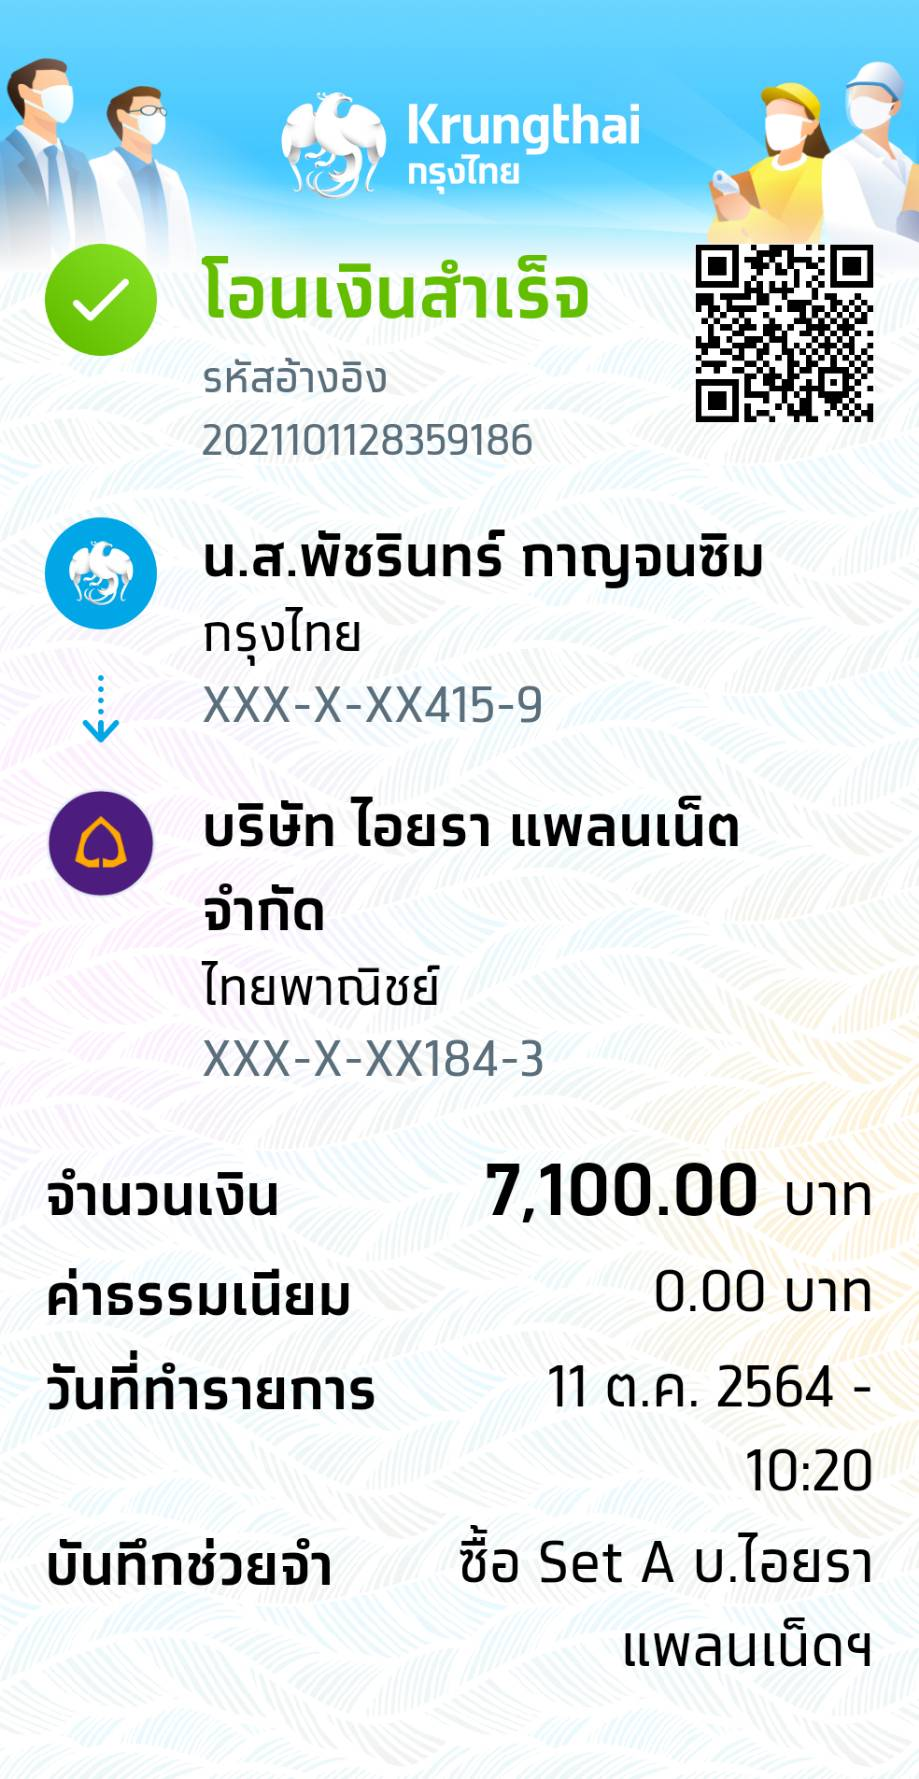 Krungthai
กรุงไทย
โอนเงินสำเร็จ
รหัสอ้างอิง
2021101128359186
น.ส.พัชรินทร์ กาญจนซิม
กรุงไทย
XXX-X-XX415-9
บริษัท ไอยรา แพลนเน็ต
จำกัด
ไทยพาณิชย์
XXX-X-XX184-3
จำนวนเงิน 7,100.00 บาท
ค่าธรรมเนียม 0.00 บาท
วันที่ทำรายการ 11 ต.ค. 2564 -
10:20
บันทึกช่วยจำ ซื้อ Set A บ.ไอยรา
แพลนเน็ดฯ